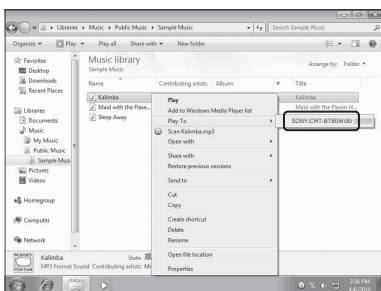 Libraries ▸ Music ▸ Public Music ▸ Sample Music
Search Sample Music
Organize Play Play all Share with New folder
Favorites
Desktop
Downloads
Recent Places
Libraries
Documents
Music
My Music
Public Music
Sample Musi
Pictures
Videos
Homegroup
Computer
Network
Music library
Sample Music
Arrange by: Folder
Name Contributing artists Album # Title
Kalimba Kalimba
Maid with the Flaxe... Maid with the Flaxen H...
Sleep Away
Play
Add to Windows Media Player list
Play To
SONY:CMT-BT80W(B)
Scan Kalimba.mp3
Open with
Share with
Restore previous versions
Send to
Cut
Copy
Create shortcut
Delete
Rename
Open file location
Properties
Kalimba State:
MP3 Format Sound Contributing artists: Mr
3:56 PM